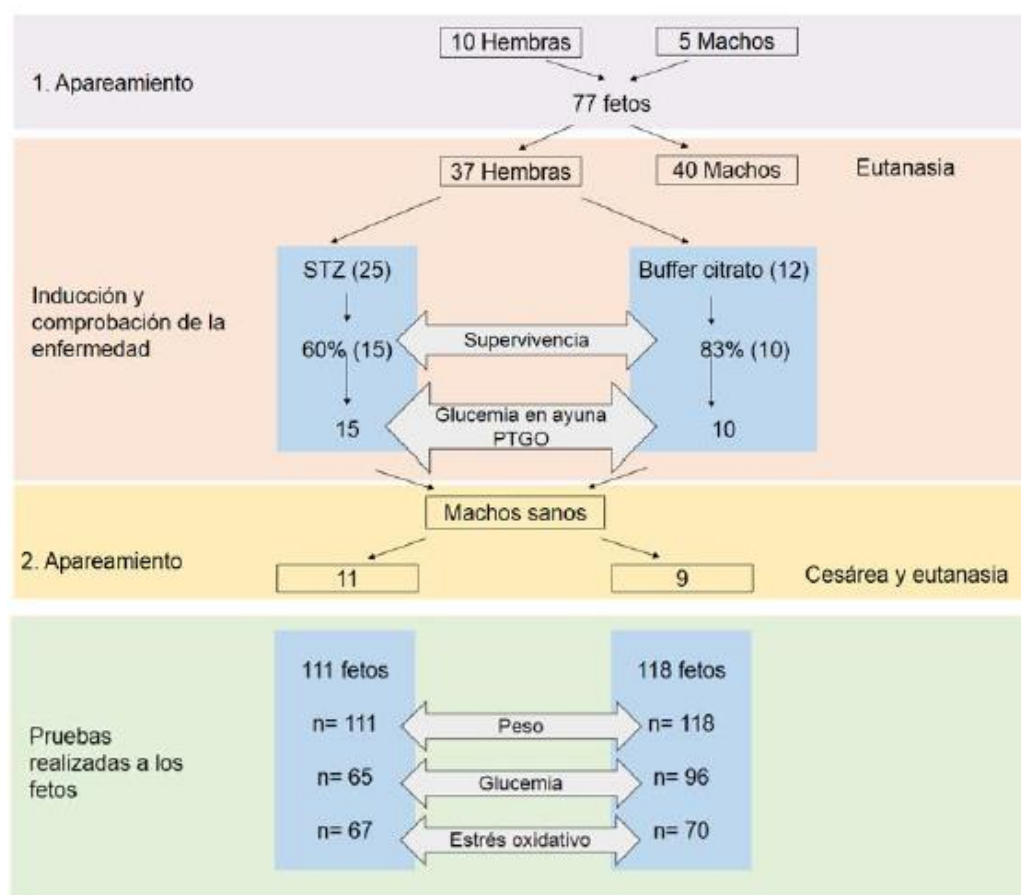 10 Hembras
5 Machos
1. Apareamiento
77 fetos
37 Hembras
40 Machos
Eutanasia
STZ (25)
Buffer citrato (12)
Inducción y
comprobación de la
enfermedad
60% (15)
Supervivencia
83% (10)
15
Glucemia en ayuna
PTGO
10
Machos sanos
2. Apareamiento
11
9
Cesárea y eutanasia
111 fetos
118 fetos
n= 111
Peso
n= 118
Pruebas
realizadas a los
fetos
n= 65
Glucemia
n= 96
n= 67
Estrés oxidativo
n= 70